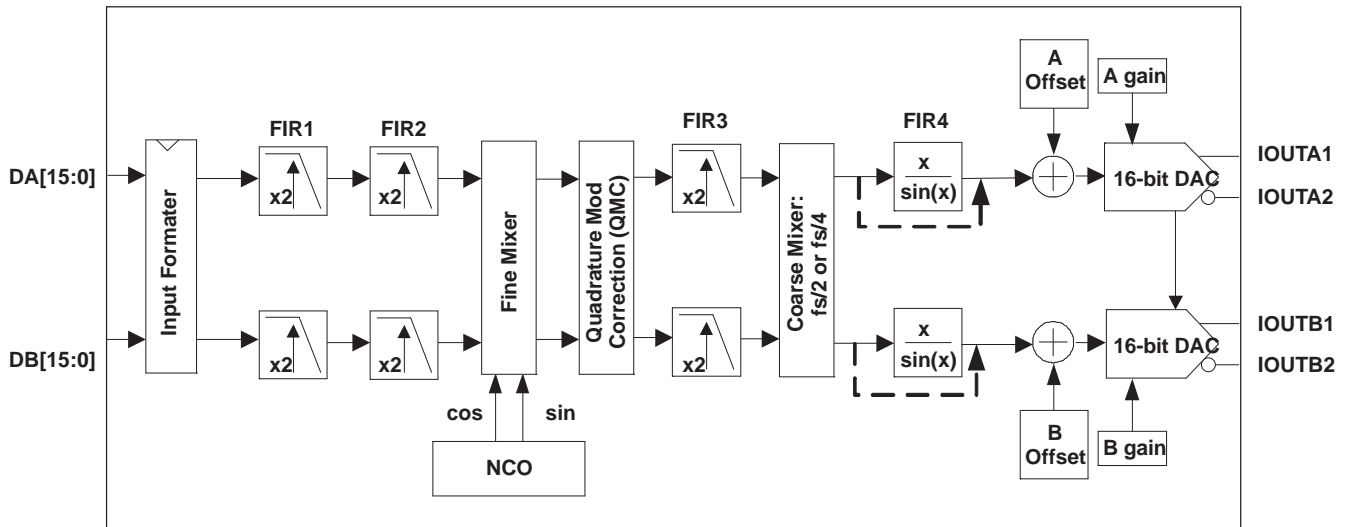 A
Offset
A gain
FIR1
FIR2
FIR3
FIR4
DA[15:0]
x2
x2
x2
x
sin(x)
16-bit DAC
IOUTA1
IOUTA2
Input Formater
Fine Mixer
Quadrature Mod
Correction (QMC)
Coarse Mixer:
fs/2 or fs/4
DB[15:0]
x2
x2
x2
x
sin(x)
16-bit DAC
IOUTB1
IOUTB2
cos
sin
NCO
B
Offset
B gain